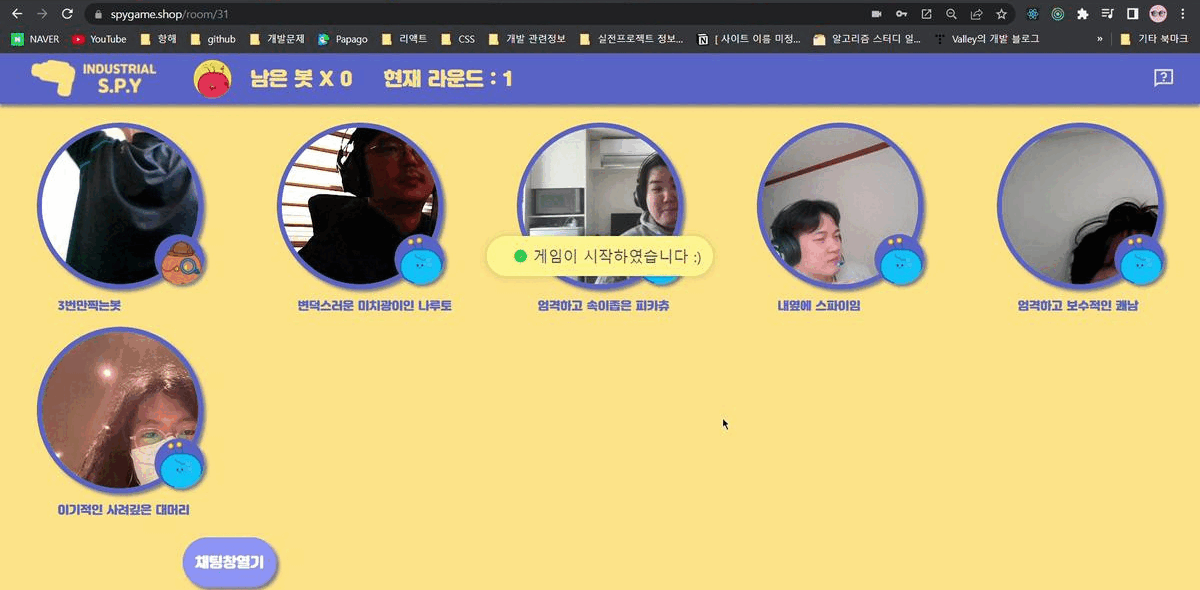 spygame.shop/room/31
NAVER
YouTube
항해
github
개발문제
Papago
리액트
CSS
개발 관련정보
실전프로젝트 정보...
[ 사이트 이름 미정...
알고리즘 스터디 일...
Valley의 개발 블로그
»
기타 북마크
INDUSTRIAL
S.P.Y
남은 봇 X 0
현재 라운드 : 1
게임이 시작하였습니다 :)
3번만찍는봇
변덕스러운 미치광이인 나루토
엄격하고 속이좁은 피카츄
내옆에 스파이임
엄격하고 보수적인 쾌남
이기적인 사려깊은 대머리
채팅창열기